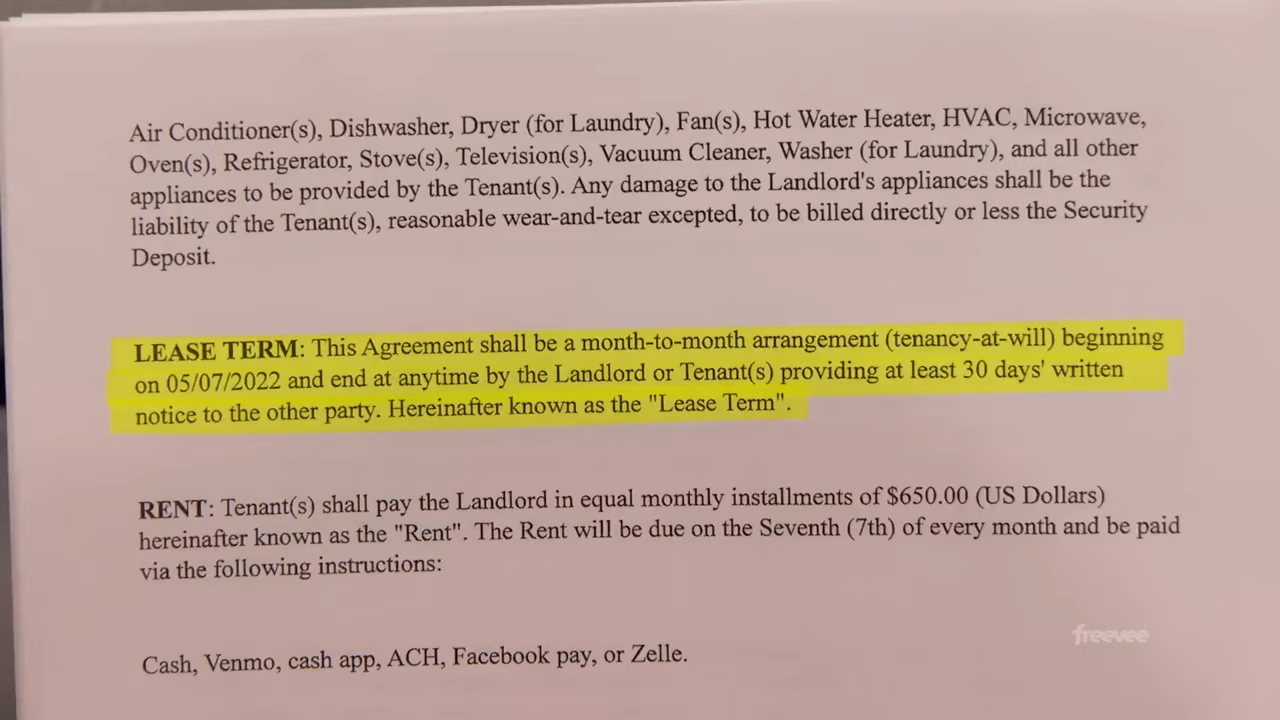 Air Conditioner(s), Dishwasher, Dryer (for Laundry), Fan(s), Hot Water Heater, HVAC, Microwave,
Oven(s), Refrigerator, Stove(s), Television(s), Vacuum Cleaner, Washer (for Laundry), and all other
appliances to be provided by the Tenant(s). Any damage to the Landlord's appliances shall be the
liability of the Tenant(s), reasonable wear-and-tear excepted, to be billed directly or less the Security
Deposit.
LEASE TERM: This Agreement shall be a month-to-month arrangement (tenancy-at-will) beginning
on 05/07/2022 and end at anytime by the Landlord or Tenant(s) providing at least 30 days' written
notice to the other party. Hereinafter known as the "Lease Term".
RENT: Tenant(s) shall pay the Landlord in equal monthly installments of $650.00 (US Dollars)
hereinafter known as the "Rent". The Rent will be due on the Seventh (7th) of every month and be paid
via the following instructions:
freevee
Cash, Venmo, cash app, ACH, Facebook pay, or Zelle.